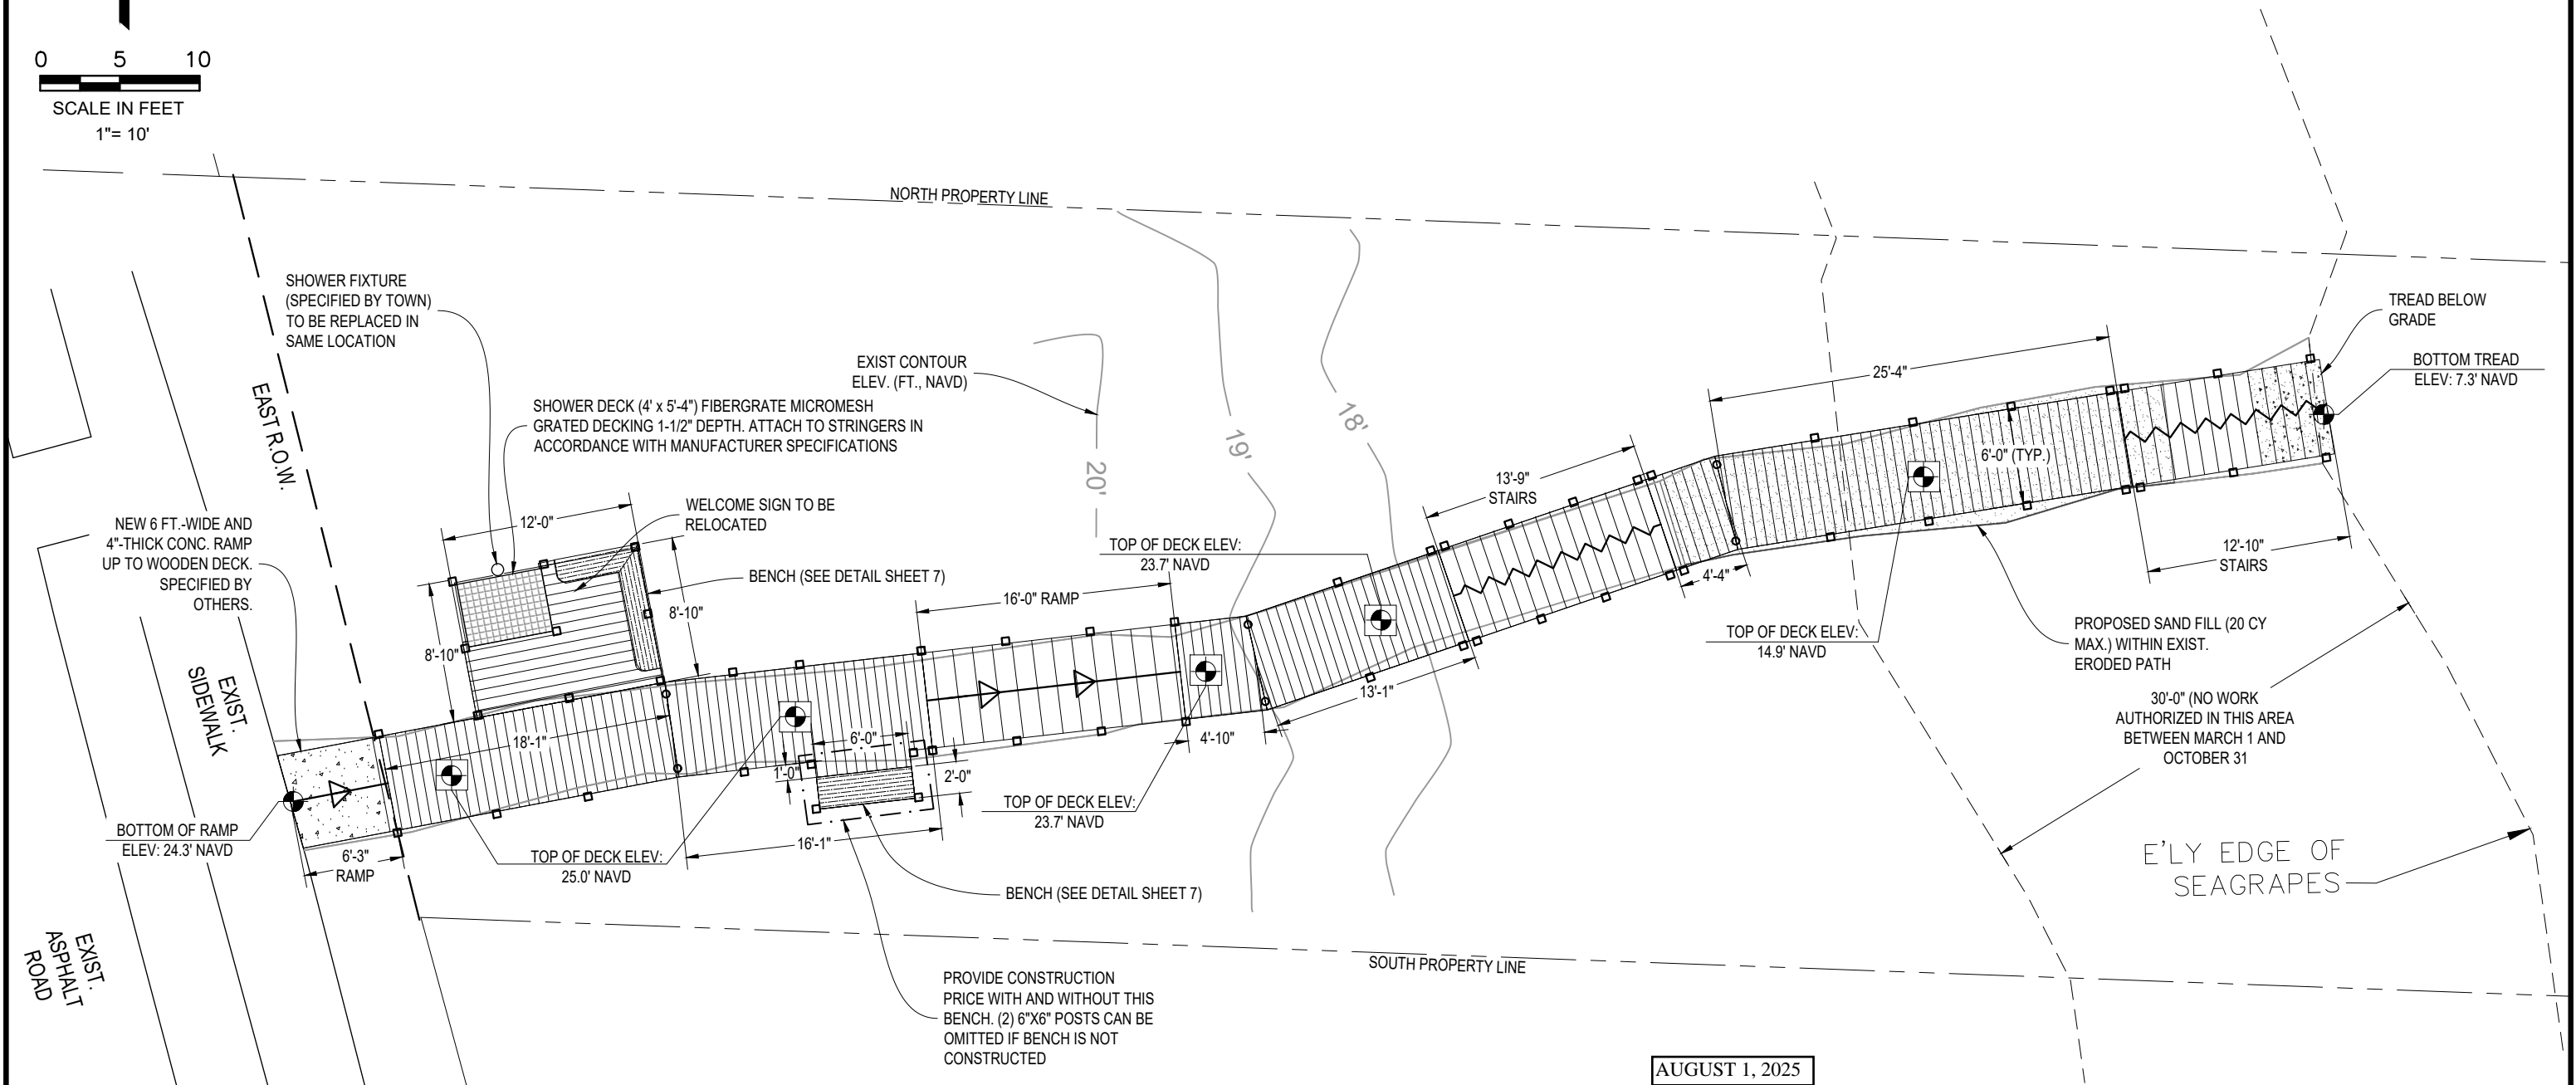 0 5 10
SCALE IN FEET
1"= 10'
NORTH PROPERTY LINE
SHOWER FIXTURE
(SPECIFIED BY TOWN)
TO BE REPLACED IN
SAME LOCATION
EAST R.O.W.
SHOWER DECK (4' x 5'-4") FIBERGRATE MICROMESH
GRATED DECKING 1-1/2" DEPTH. ATTACH TO STRINGERS IN
ACCORDANCE WITH MANUFACTURER SPECIFICATIONS
EXIST CONTOUR
ELEV. (FT., NAVD)
20'
19'
18'
NEW 6 FT.-WIDE AND
4"-THICK CONC. RAMP
UP TO WOODEN DECK.
SPECIFIED BY
OTHERS.
12'-0"
WELCOME SIGN TO BE
RELOCATED
BENCH (SEE DETAIL SHEET 7)
8'-10"
8'-10"
EXIST.
SIDEWALK
EXIST.
ASPHALT
ROAD
BOTTOM OF RAMP
ELEV: 24.3' NAVD
6'-3"
RAMP
18'-1"
TOP OF DECK ELEV:
25.0' NAVD
6'-0"
1'-0"
2'-0"
16'-1"
16'-0" RAMP
TOP OF DECK ELEV:
23.7' NAVD
TOP OF DECK ELEV:
23.7' NAVD
4'-10"
13'-1"
BENCH (SEE DETAIL SHEET 7)
PROVIDE CONSTRUCTION
PRICE WITH AND WITHOUT THIS
BENCH. (2) 6"X6" POSTS CAN BE
OMITTED IF BENCH IS NOT
CONSTRUCTED
13'-9"
STAIRS
4'-4"
25'-4"
6'-0" (TYP.)
TOP OF DECK ELEV:
14.9' NAVD
TREAD BELOW
GRADE
BOTTOM TREAD
ELEV: 7.3' NAVD
12'-10"
STAIRS
PROPOSED SAND FILL (20 CY
MAX.) WITHIN EXIST.
ERODED PATH
30'-0" (NO WORK
AUTHORIZED IN THIS AREA
BETWEEN MARCH 1 AND
OCTOBER 31
E'LY EDGE OF
SEAGRAPES
SOUTH PROPERTY LINE
AUGUST 1, 2025